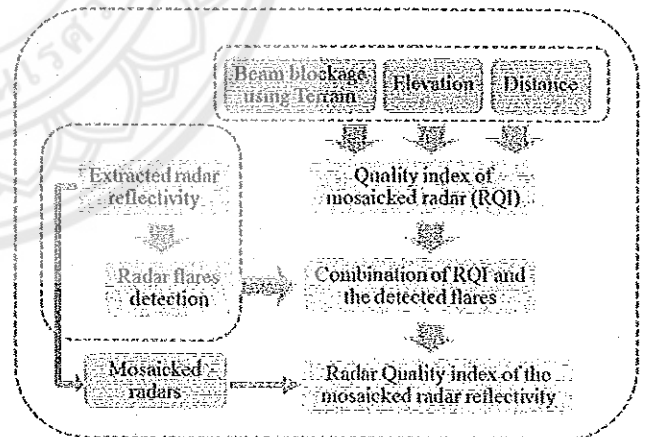 Beam blockage
using Terrain
Elevation
Distance
Extracted radar
reflectivity
Quality index of
mosaicked radar (RQI)
Radar flares
detection
Combination of RQI and
the detected flares
Mosaicked
radars
Radar Quality index of the
mosaicked radar reflectivity